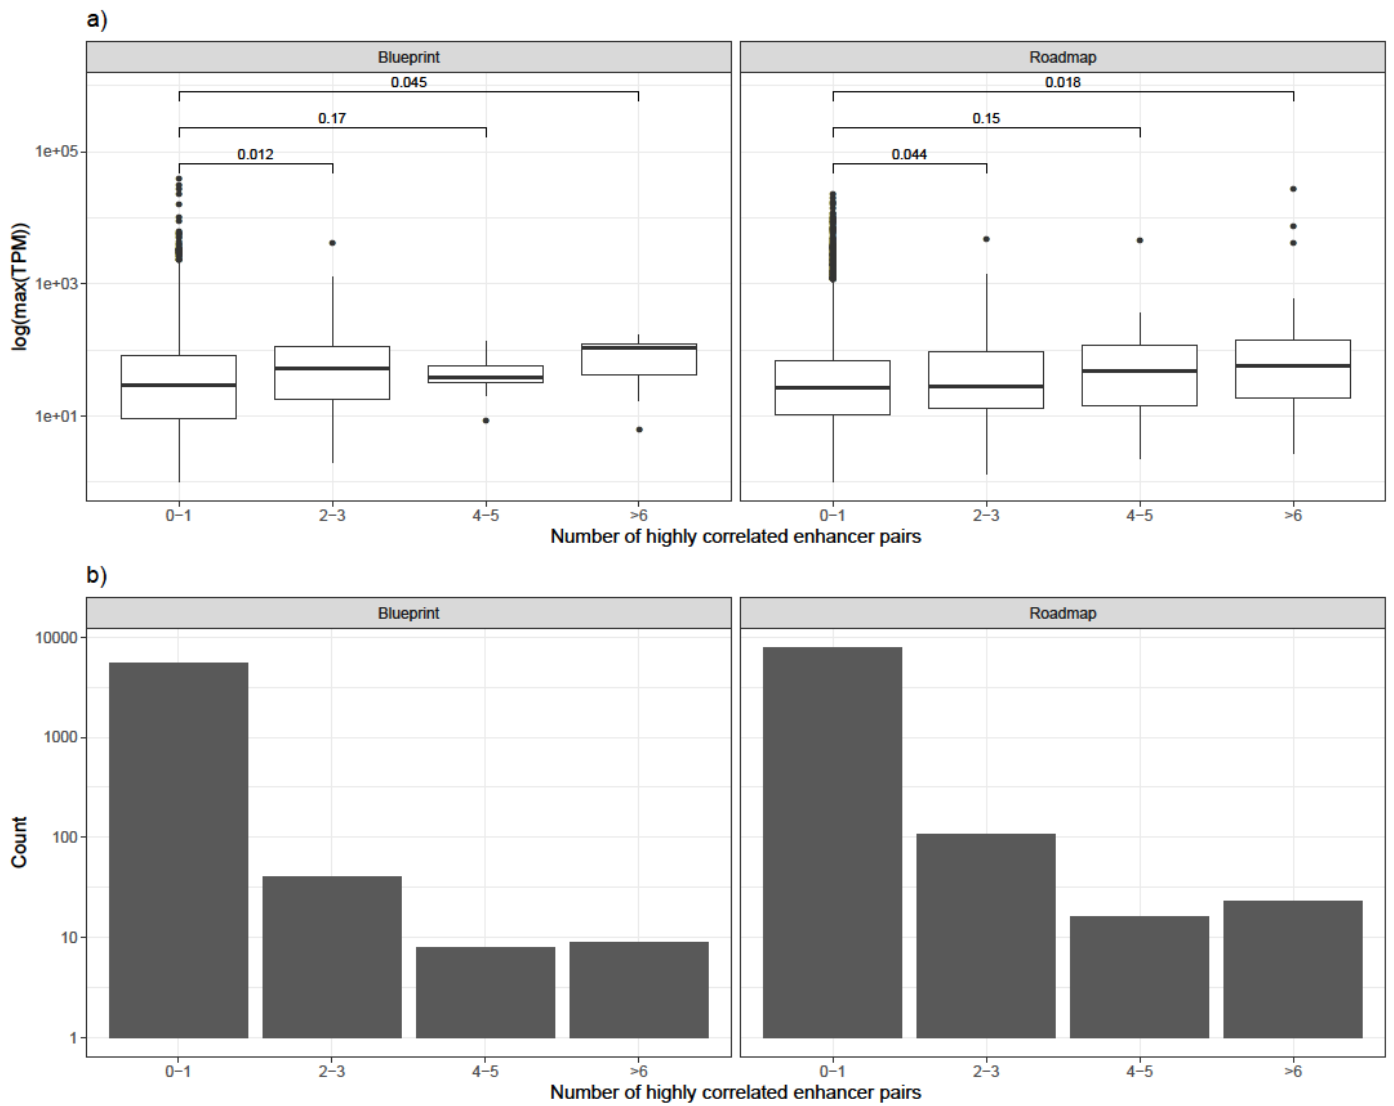 a)
Blueprint
Roadmap
0.045
0.17
0.012
0.018
0.15
0.044
log(max(TPM))
1e+05
1e+03
1e+01
0−1
2−3
4−5
>6
0−1
2−3
4−5
>6
Number of highly correlated enhancer pairs
b)
Blueprint
Roadmap
Count
10000
1000
100
10
1
0−1
2−3
4−5
>6
0−1
2−3
4−5
>6
Number of highly correlated enhancer pairs